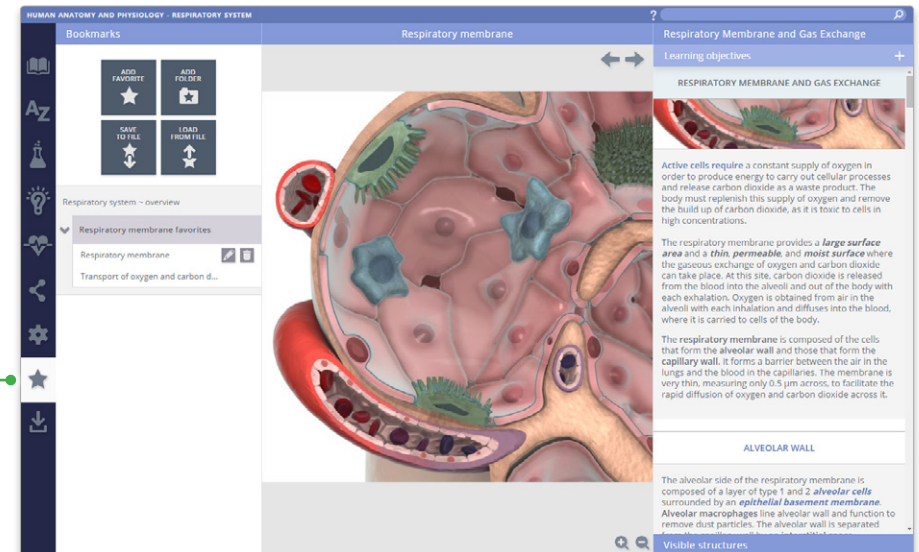 HUMAN ANATOMY AND PHYSIOLOGY - RESPIRATORY SYSTEM
?
Bookmarks
Respiratory membrane
Respiratory Membrane and Gas Exchange
Learning objectives
+
Az
ADD
FAVORITE
ADD
FOLDER
SAVE
TO FILE
LOAD
FROM FILE
Respiratory system – overview
Respiratory membrane favorites
Respiratory membrane
Transport of oxygen and carbon d...
RESPIRATORY MEMBRANE AND GAS EXCHANGE
Active cells require a constant supply of oxygen in
order to produce energy to carry out cellular processes
and release carbon dioxide as a waste product. The
body must replenish this supply of oxygen and remove
the build up of carbon dioxide, as it is toxic to cells in
high concentrations.
The respiratory membrane provides a large surface
area and a thin, permeable, and moist surface where
the gaseous exchange of oxygen and carbon dioxide
can take place. At this site, carbon dioxide is released
from the blood into the alveoli and out of the body with
each exhalation. Oxygen is obtained from air in the
alveoli with each inhalation and diffuses into the blood,
where it is carried to cells of the body.
The respiratory membrane is composed of the cells
that form the alveolar wall and those that form the
capillary wall. It forms a barrier between the air in the
lungs and the blood in the capillaries. The membrane is
very thin, measuring only 0.5 µm across, to facilitate the
rapid diffusion of oxygen and carbon dioxide across it.
ALVEOLAR WALL
The alveolar side of the respiratory membrane is
composed of a layer of type 1 and 2 alveolar cells
surrounded by an epithelial basement membrane.
Alveolar macrophages line alveolar wall and function to
remove dust particles. The alveolar wall is separated
Visible structures